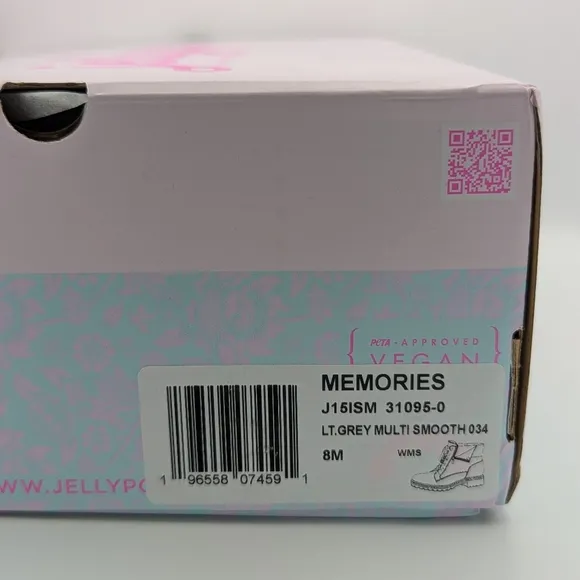 PETA - APPROVED
VEGAN
MEMORIES
J15ISM 31095-0
LT.GREY MULTI SMOOTH 034
8M WMS
1 96558 07459 1
WW.JELLYPO